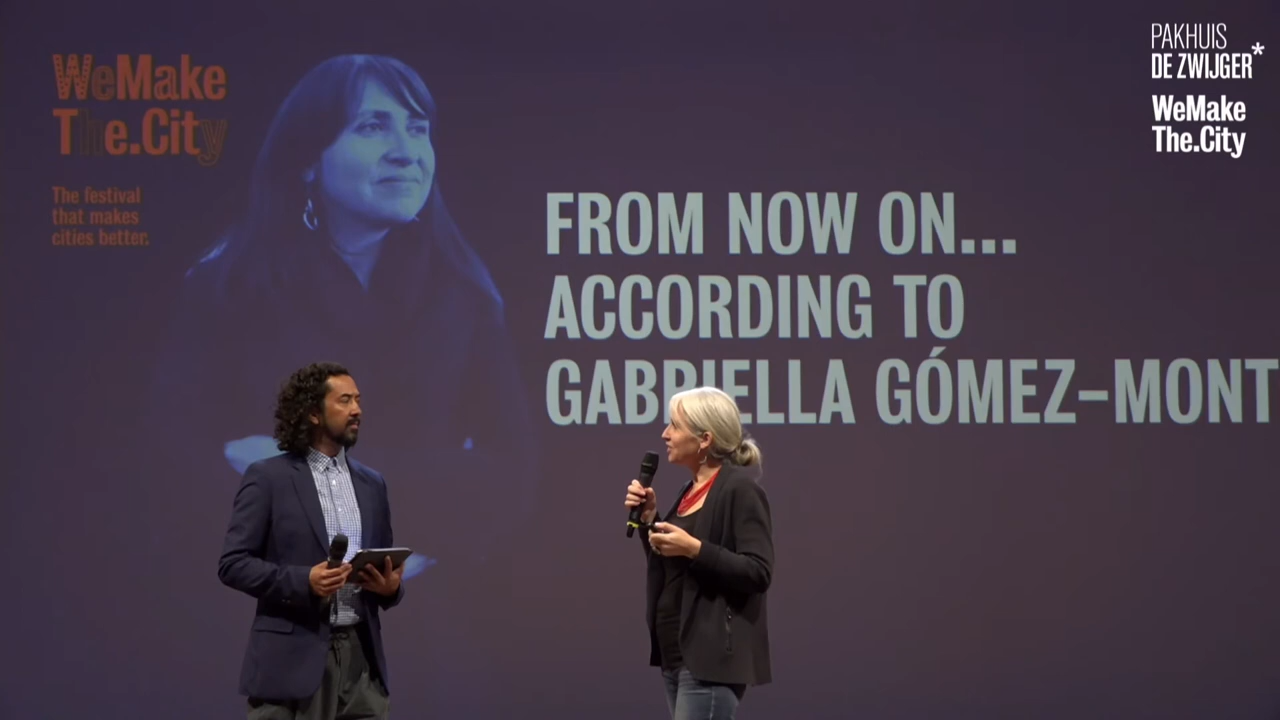 WeMake
The.City
The festival
that makes
cities better.
FROM NOW ON...
ACCORDING TO
GABRIELLA GÓMEZ-MONT
PAKHUIS
DE ZWIJGER*
WeMake
The.City